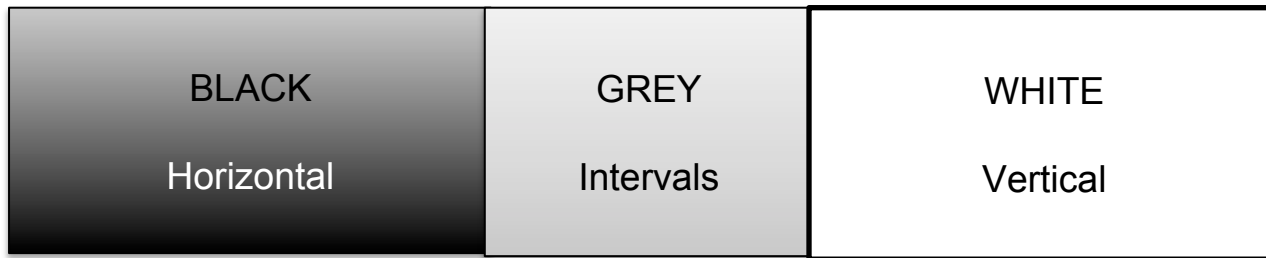 BLACK
Horizontal
GREY
Intervals
WHITE
Vertical